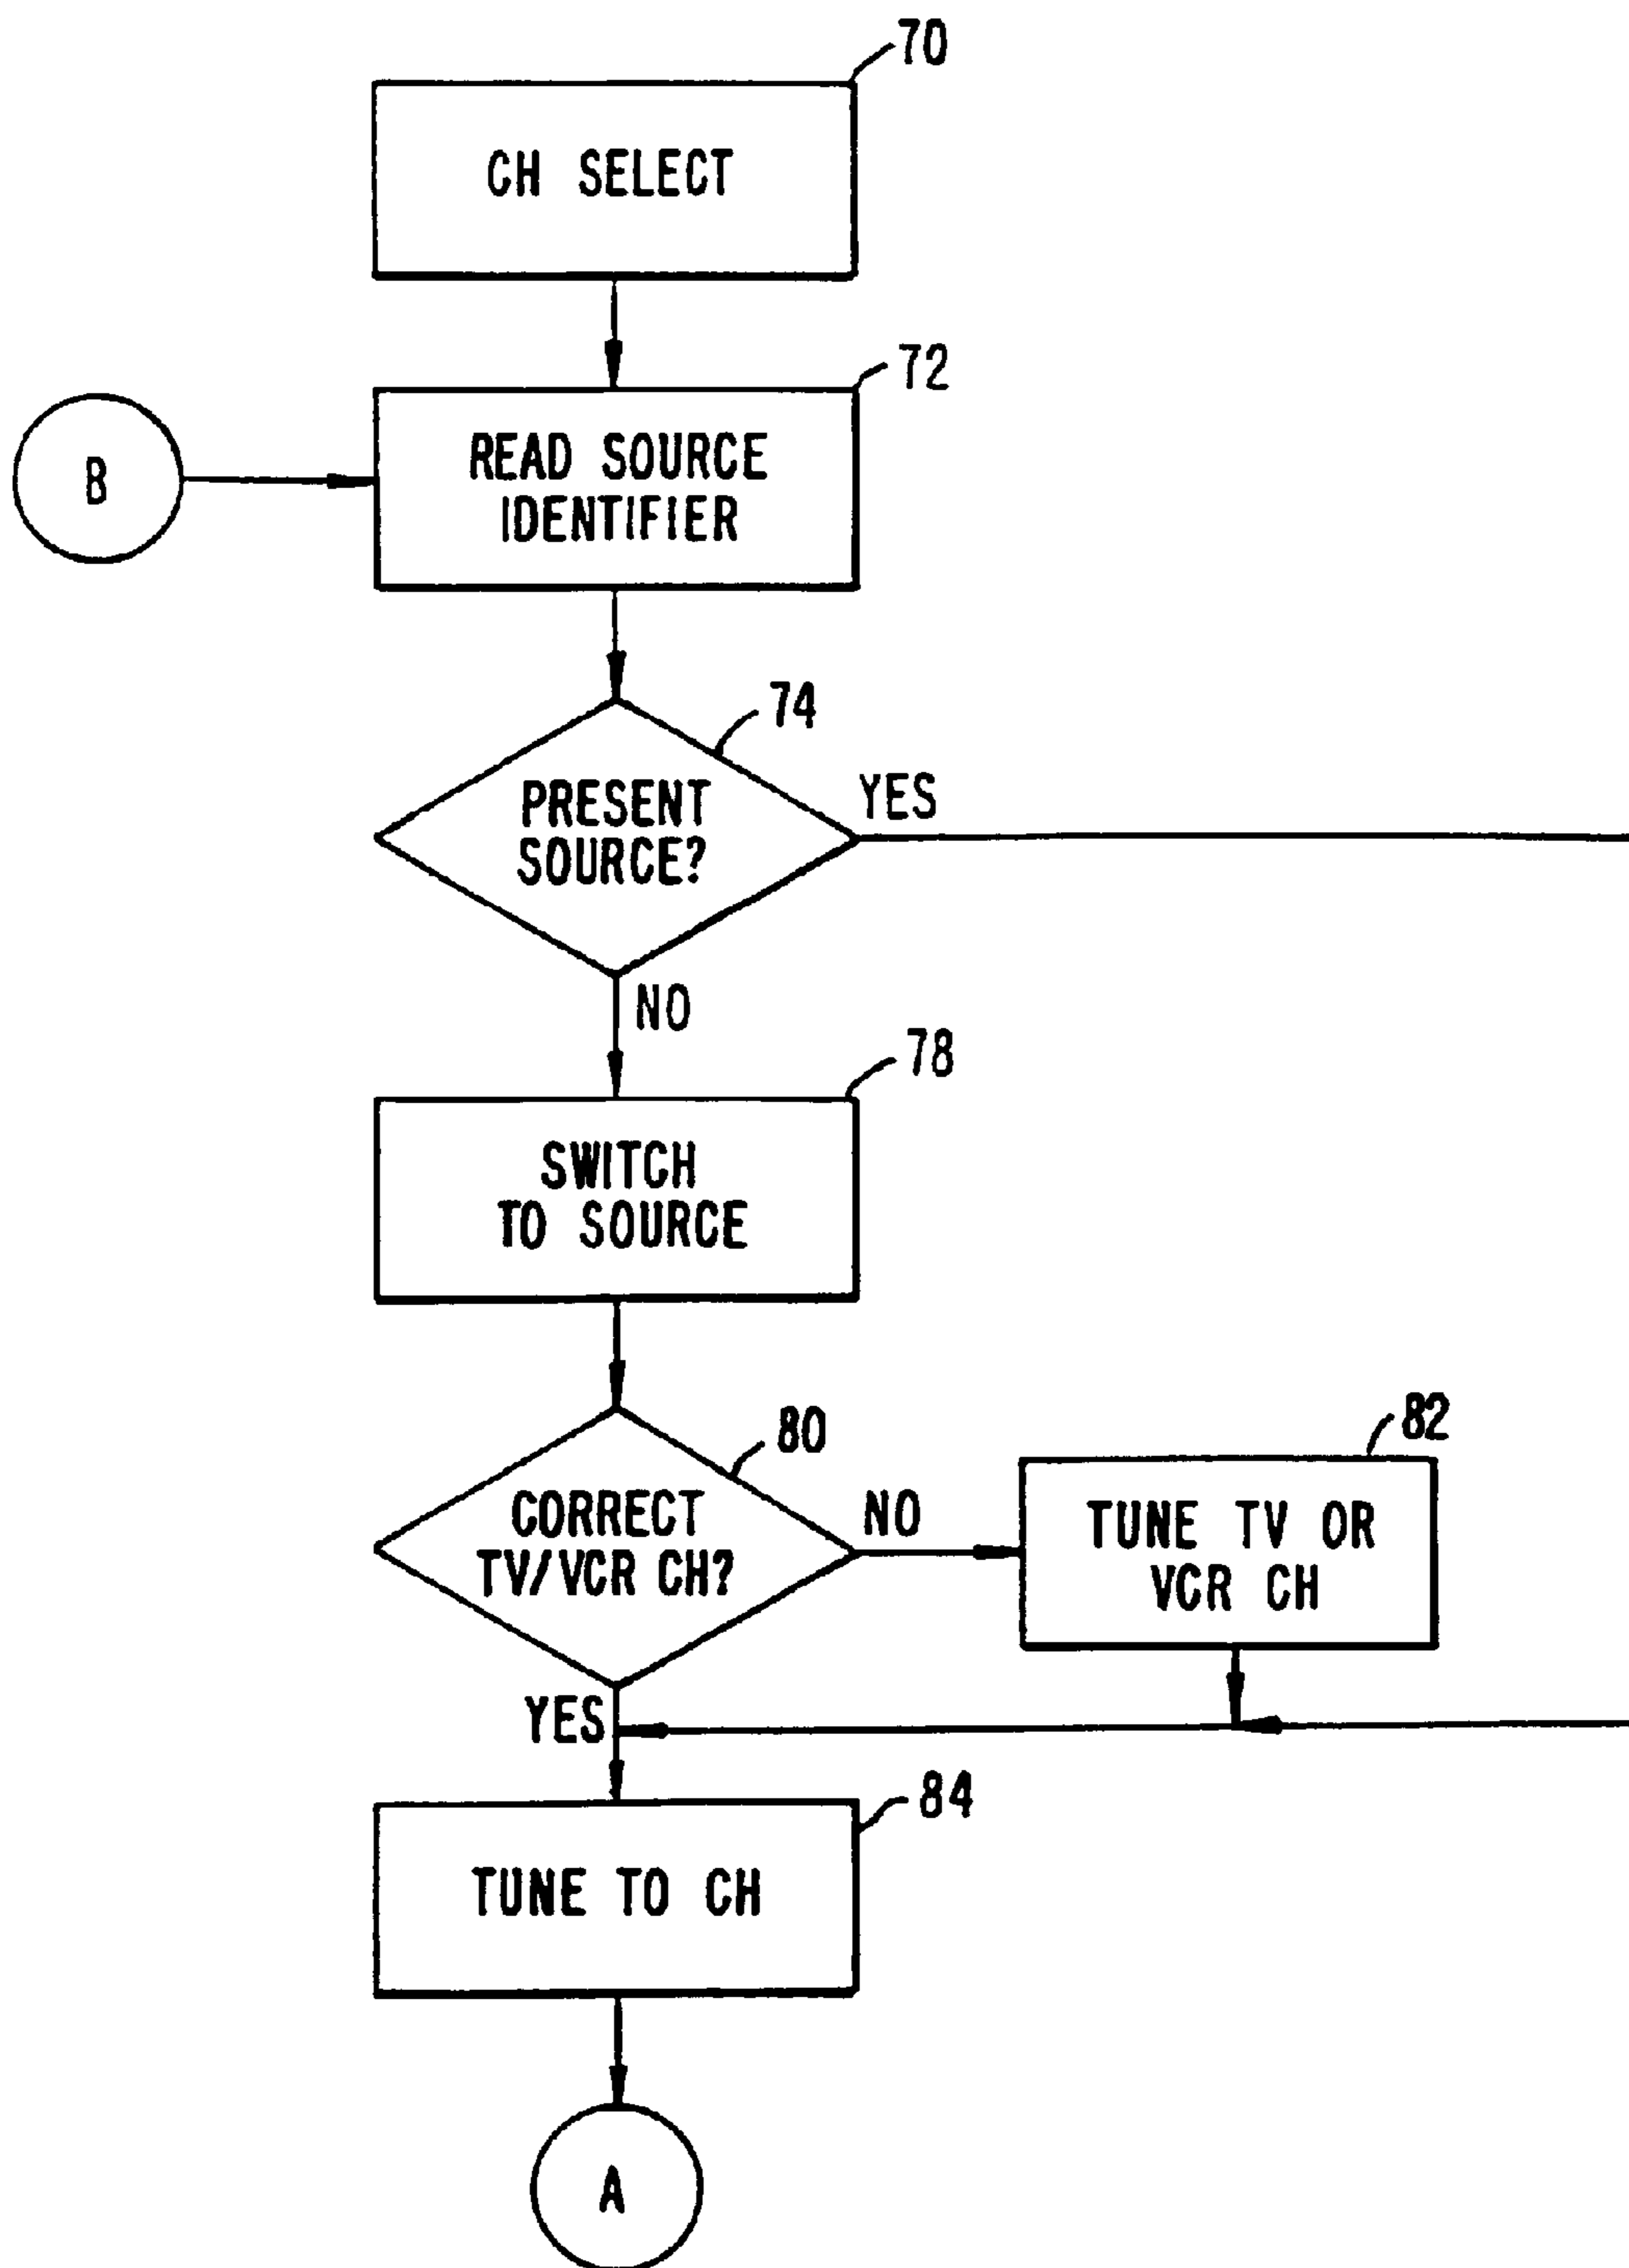 70
CH SELECT
72
B
READ SOURCE
IDENTIFIER
74
PRESENT
SOURCE?
YES
NO
78
SWITCH
TO SOURCE
80
CORRECT
TV/VCR CH?
NO
82
TUNE TV OR
VCR CH
YES
84
TUNE TO CH
A